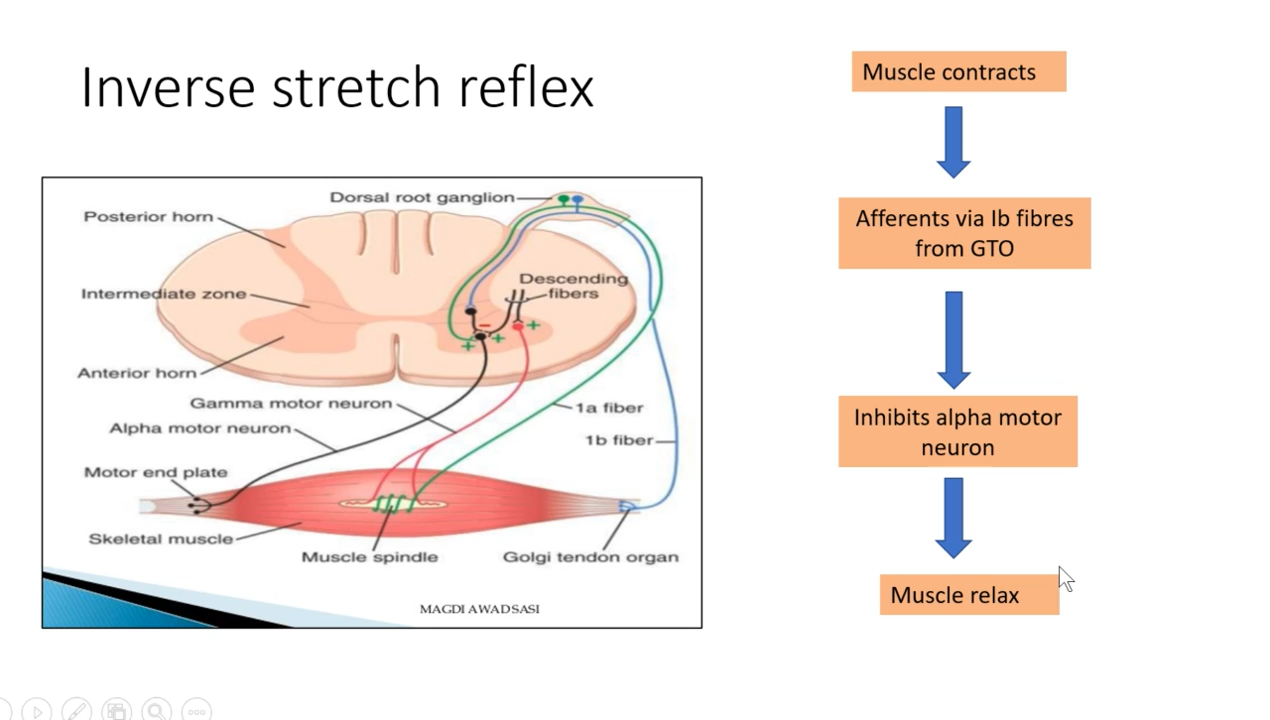 Inverse stretch reflex
Dorsal root ganglion
Posterior horn
Descending
fibers
Intermediate zone
Anterior horn
Gamma motor neuron
1a fiber
Alpha motor neuron
1b fiber
Motor end plate
Skeletal muscle
Muscle spindle
Golgi tendon organ
MAGDI AWAD SASI
− + + +
Muscle contracts
Afferents via Ib fibres
from GTO
Inhibits alpha motor
neuron
Muscle relax